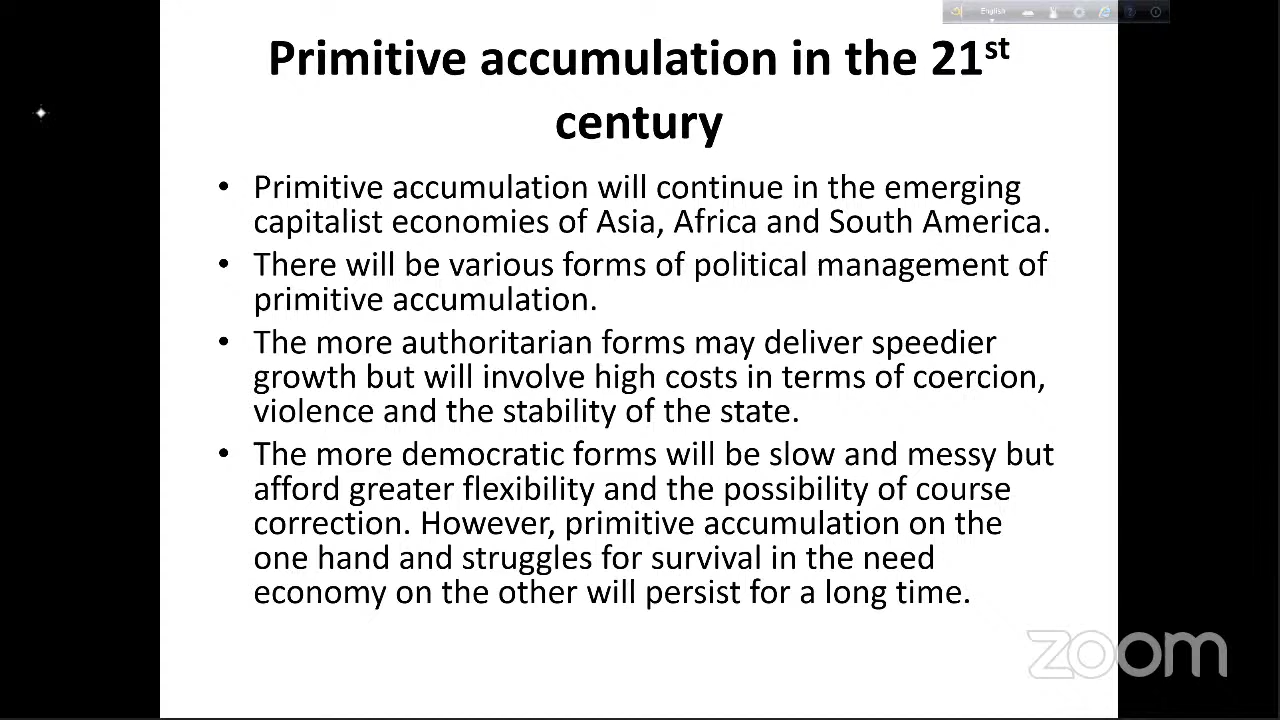 English
Primitive accumulation in the 21st
century
• Primitive accumulation will continue in the emerging
capitalist economies of Asia, Africa and South America.
• There will be various forms of political management of
primitive accumulation.
• The more authoritarian forms may deliver speedier
growth but will involve high costs in terms of coercion,
violence and the stability of the state.
• The more democratic forms will be slow and messy but
afford greater flexibility and the possibility of course
correction. However, primitive accumulation on the
one hand and struggles for survival in the need
economy on the other will persist for a long time.
zoom